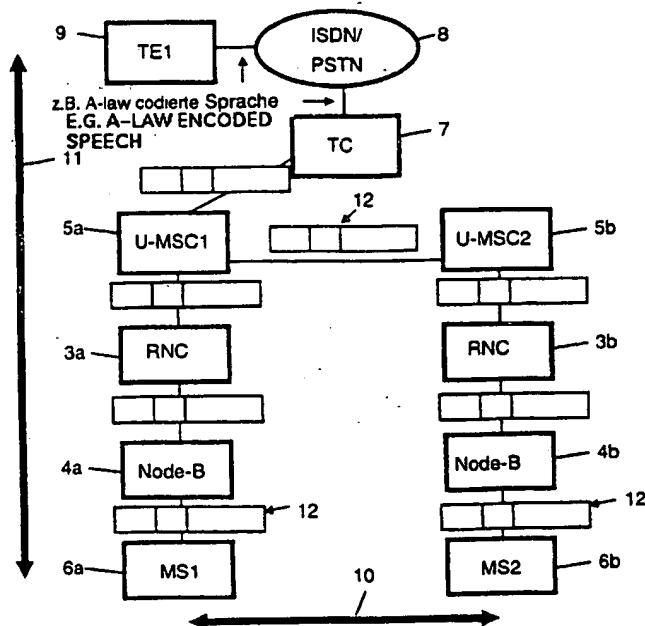 9
TE1
ISDN/
PSTN
8
z.B. A-law codierte Sprache
E.G. A-LAW ENCODED
SPEECH
11
TC
7
12
5a
U-MSC1
U-MSC2
5b
3a
RNC
RNC
3b
4a
Node-B
Node-B
4b
12
12
6a
MS1
MS2
6b
10